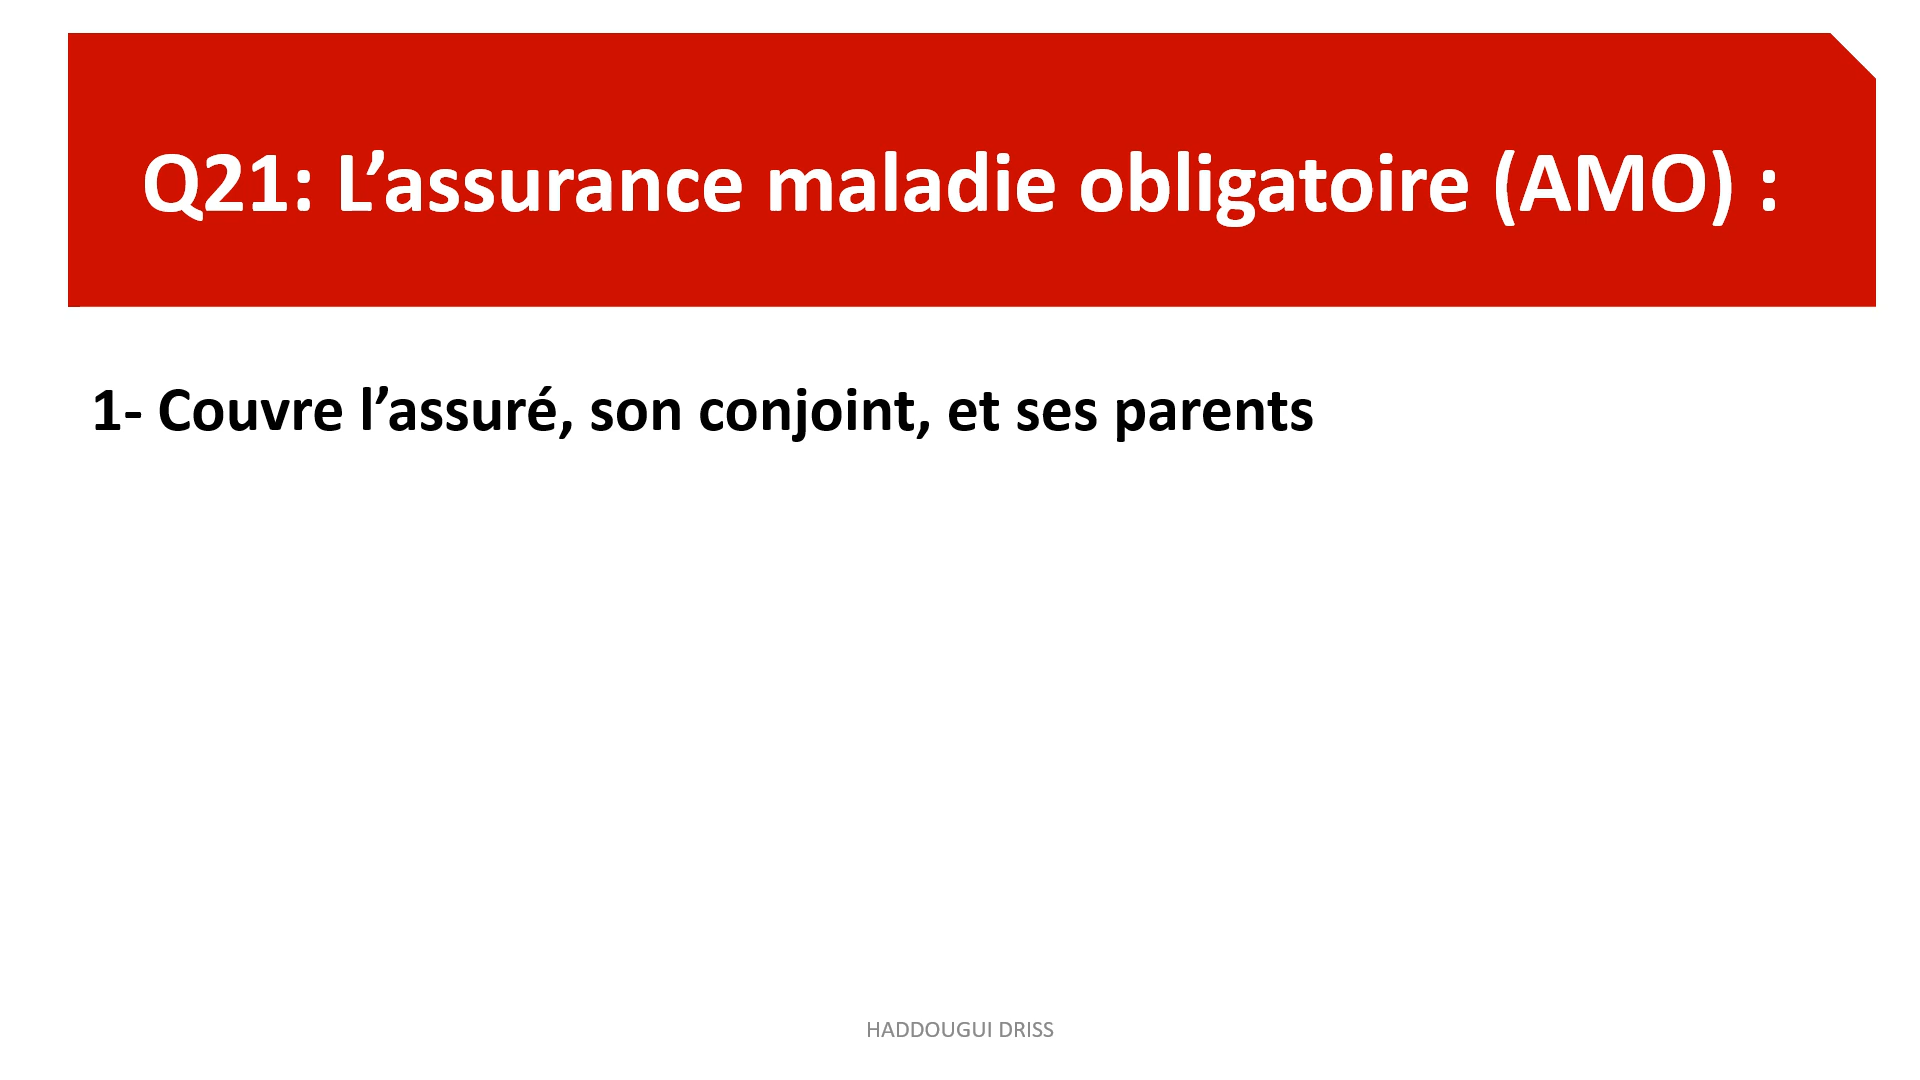 Q21: L’assurance maladie obligatoire (AMO) :
1- Couvre l’assuré, son conjoint, et ses parents
HADDOUGUI DRISS